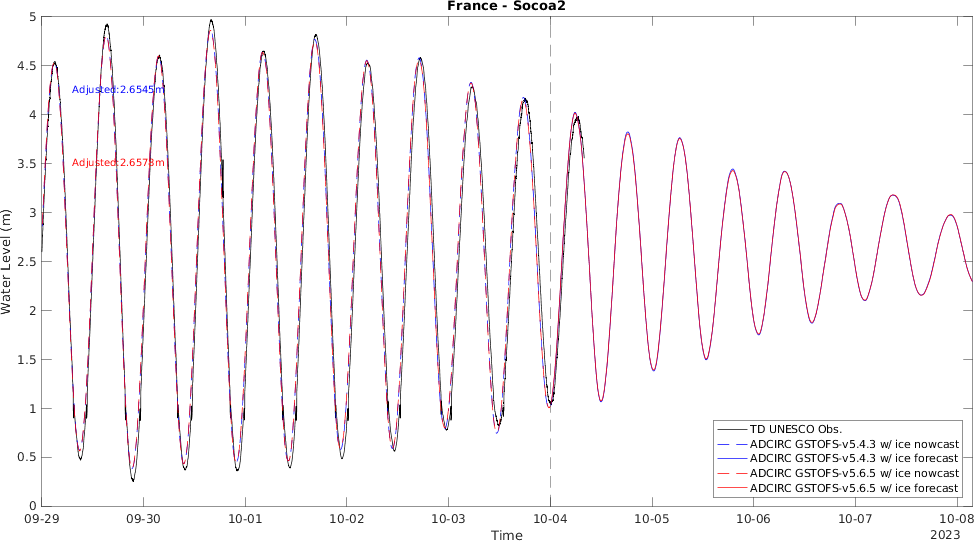 France - Socoa2
Water Level (m)
5
4.5
4
3.5
3
2.5
2
1.5
1
0.5
0
Adjusted:2.6545m
Adjusted:2.6573m
TD UNESCO Obs.
ADCIRC GSTOFS-v5.4.3 w/ ice nowcast
ADCIRC GSTOFS-v5.4.3 w/ ice forecast
ADCIRC GSTOFS-v5.6.5 w/ ice nowcast
ADCIRC GSTOFS-v5.6.5 w/ ice forecast
09-29 09-30 10-01 10-02 10-03 10-04 10-05 10-06 10-07 10-08
Time
2023